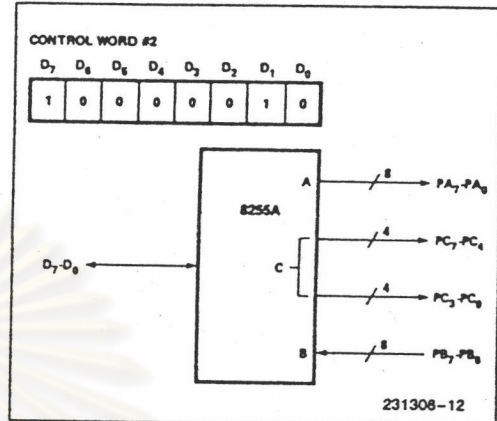 CONTROL WORD #2
D7 D6 D5 D4 D3 D2 D1 D0
1 0 0 0 0 0 1 0
A 8 PA7-PA0
8255A
4 PC7-PC4
D7-D0 C
4 PC3-PC0
B 8 PB7-PB0
231306-12